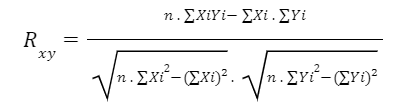 R_xy = (n . ∑XiYi− ∑Xi . ∑Yi) / (√(n . ∑Xi²−(∑Xi)²) . √(n . ∑Yi²−(∑Yi)²))